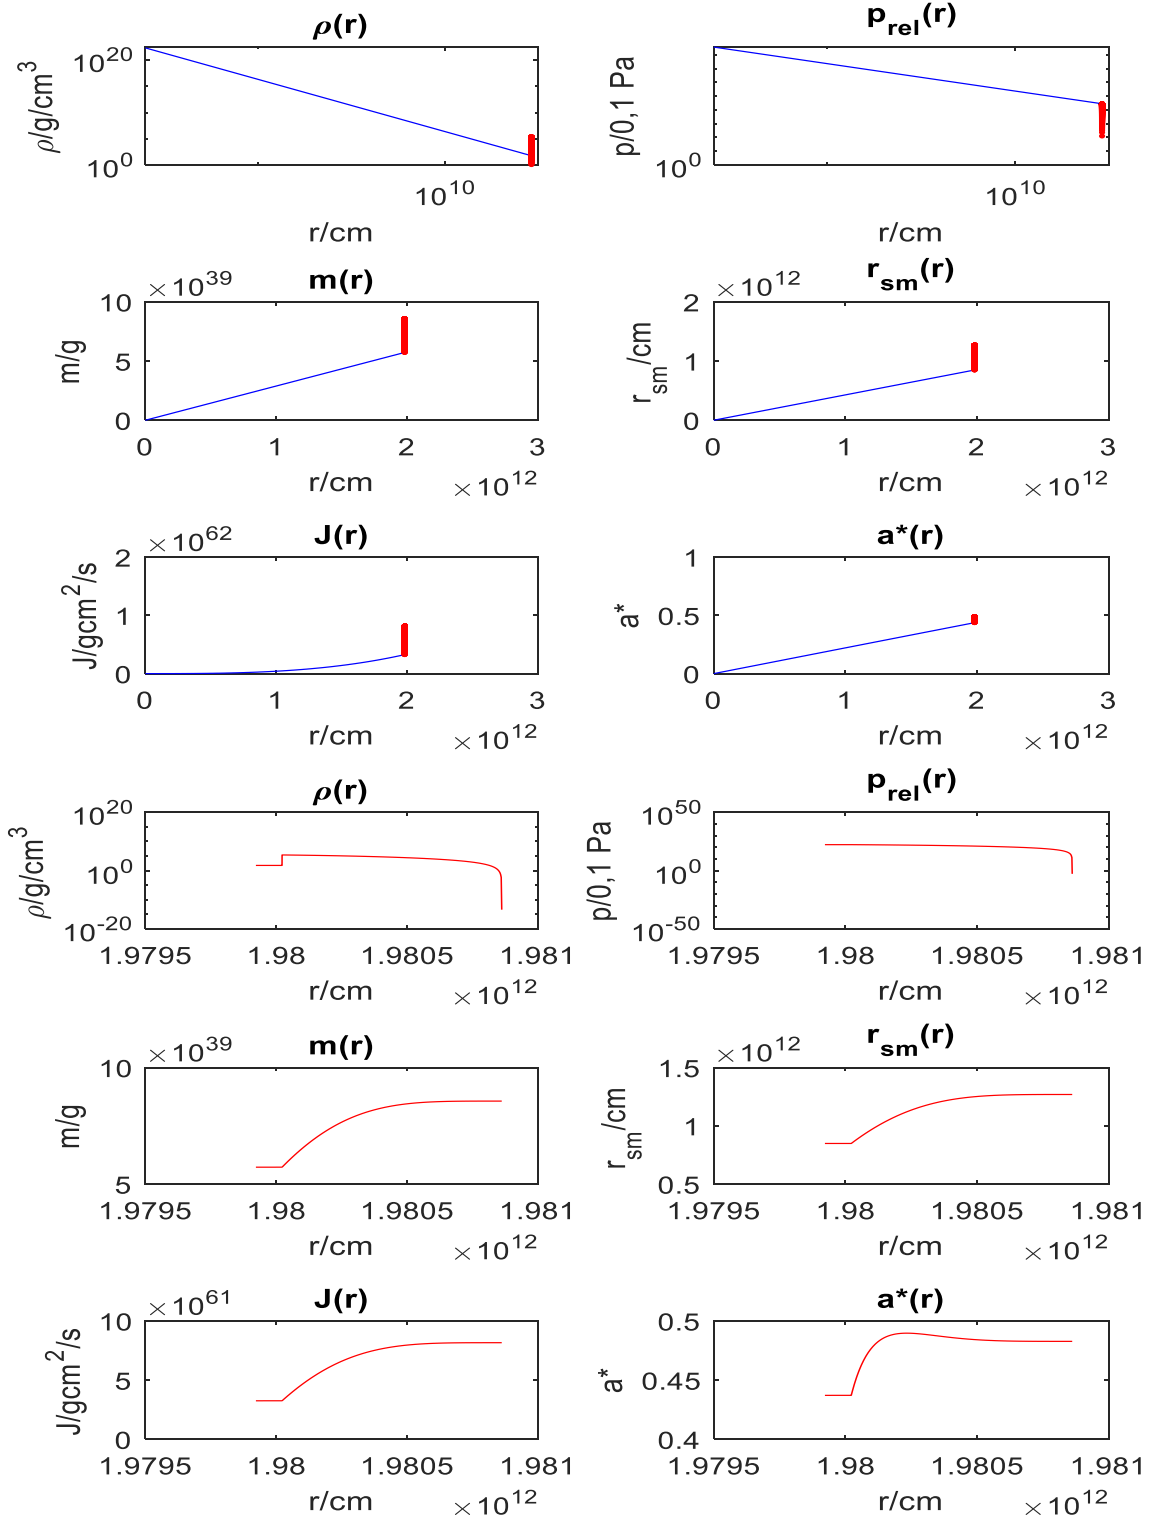 ρ(r)
10^20
10^0
ρ/g/cm^3
10^10
r/cm
p_rel(r)
p/0,1 Pa
10^0
10^10
r/cm
×10^39
m(r)
10
5
0
m/g
0 1 2 3
r/cm
×10^12
×10^12
r_sm(r)
2
1
0
r_sm/cm
0 1 2 3
r/cm
×10^12
×10^62
J(r)
2
1
0
J/gcm^2/s
0 1 2 3
r/cm
×10^12
a*(r)
1
0.5
0
a*
0 1 2 3
r/cm
×10^12
ρ(r)
10^20
10^0
10^-20
ρ/g/cm^3
1.9795 1.98 1.9805 1.981
r/cm
×10^12
p_rel(r)
10^50
10^0
10^-50
p/0,1 Pa
1.9795 1.98 1.9805 1.981
r/cm
×10^12
×10^39
m(r)
10
5
m/g
1.9795 1.98 1.9805 1.981
r/cm
×10^12
×10^12
r_sm(r)
1.5
1
0.5
r_sm/cm
1.9795 1.98 1.9805 1.981
r/cm
×10^12
×10^61
J(r)
10
5
0
J/gcm^2/s
1.9795 1.98 1.9805 1.981
r/cm
×10^12
a*(r)
0.5
0.45
0.4
a*
1.9795 1.98 1.9805 1.981
r/cm
×10^12